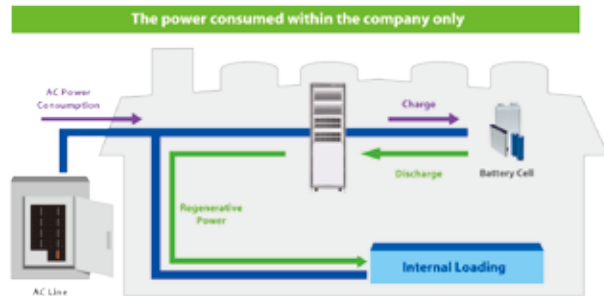 The power consumed within the company only
AC Power
Consumption
Charge
Discharge
Battery Cell
Regenerative
Power
Internal Loading
AC Line